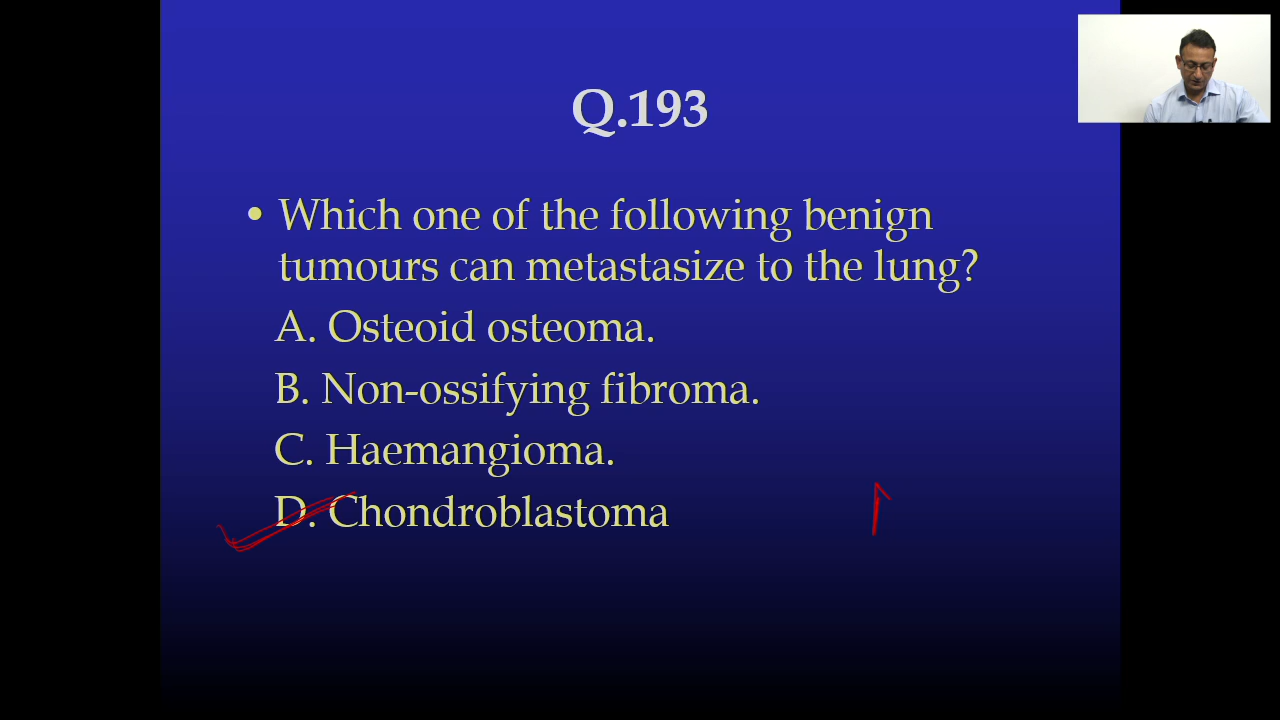 Q.193
• Which one of the following benign
tumours can metastasize to the lung?
A. Osteoid osteoma.
B. Non-ossifying fibroma.
C. Haemangioma.
D. Chondroblastoma